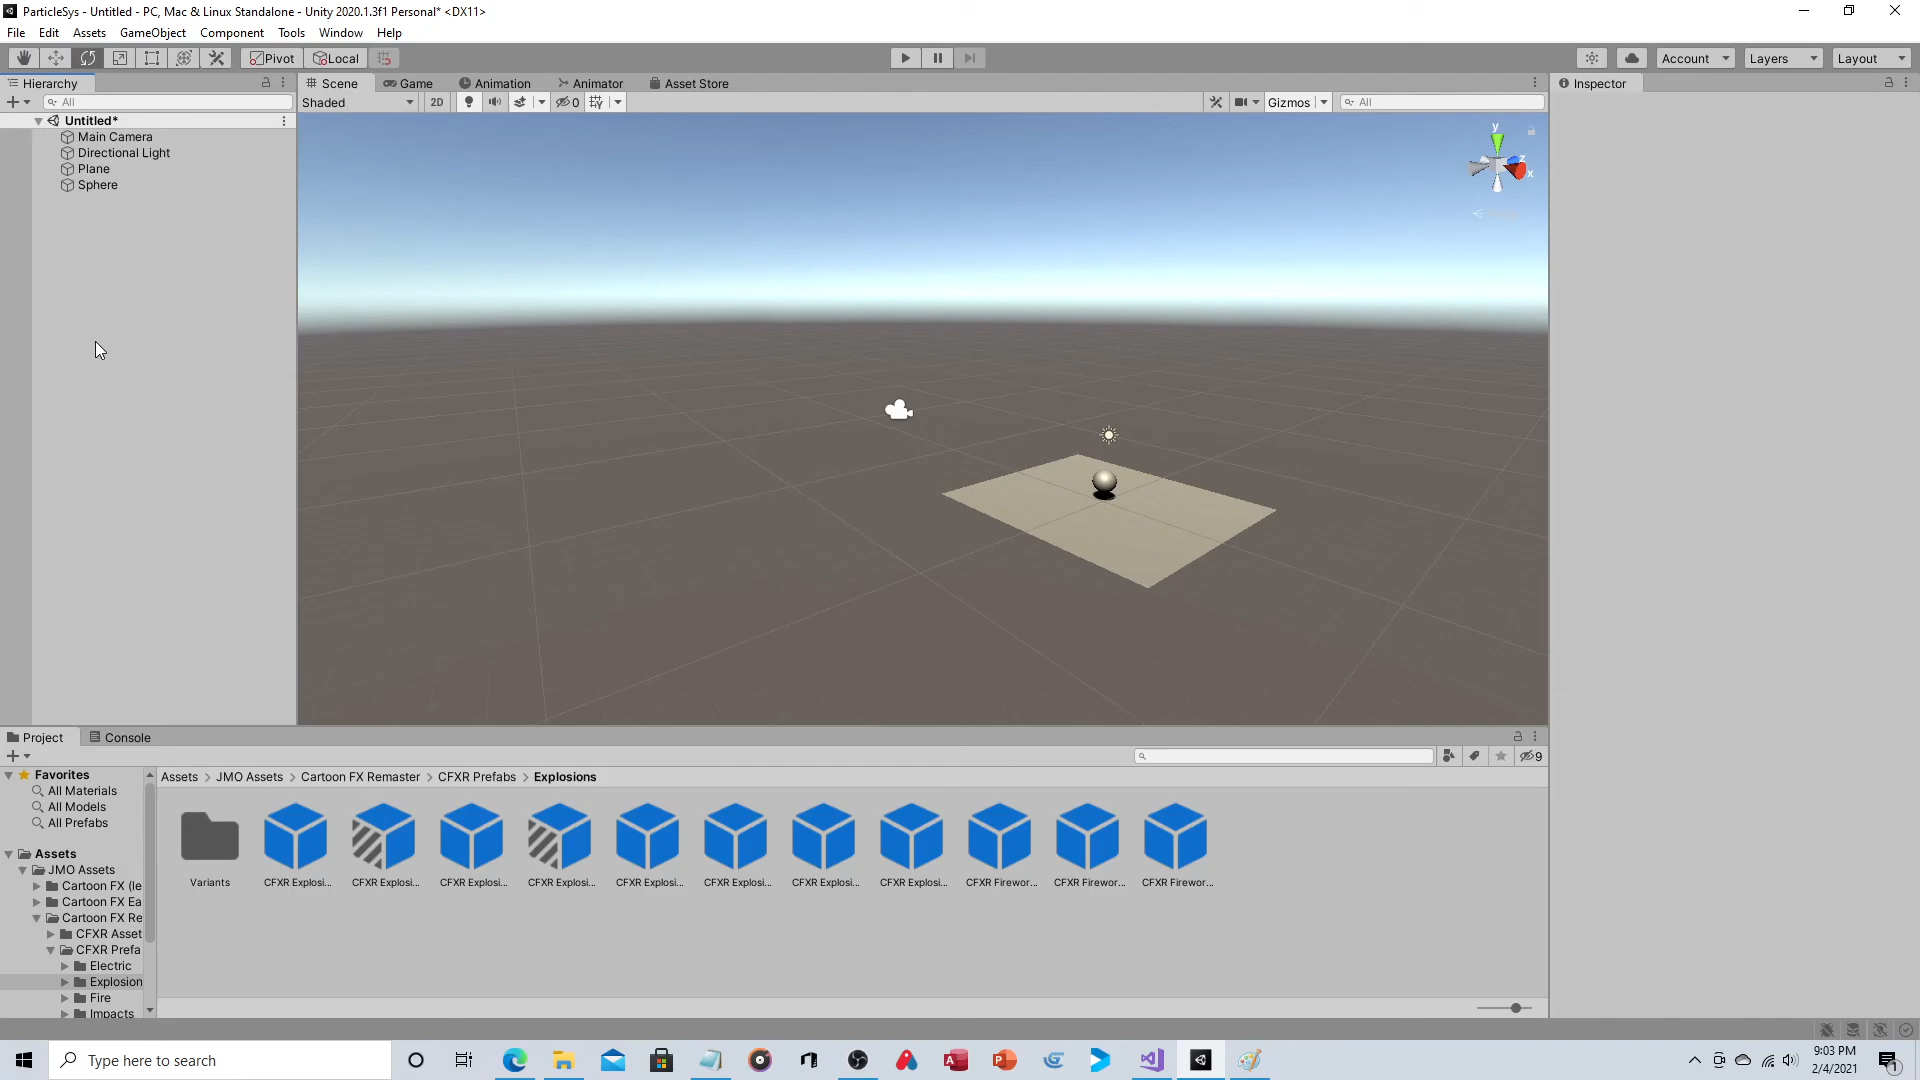 ParticleSys - Untitled - PC, Mac & Linux Standalone - Unity 2020.1.3f1 Personal* <DX11>
File Edit Assets GameObject Component Tools Window Help
Pivot Local Account Layers Layout
Hierarchy
Scene Game Animation Animator Asset Store
Inspector
All
Shaded 2D 0 Gizmos All
Untitled*
Main Camera
Directional Light
Plane
Sphere
y
z
x
Project Console
9
Favorites
All Materials
All Models
All Prefabs
Assets
JMO Assets
Cartoon FX (le
Cartoon FX Ea
Cartoon FX Re
CFXR Asset
CFXR Prefa
Electric
Explosion
Fire
Impacts
Assets > JMO Assets > Cartoon FX Remaster > CFXR Prefabs > Explosions
Variants CFXR Explosi... CFXR Explosi... CFXR Explosi... CFXR Explosi... CFXR Explosi... CFXR Explosi... CFXR Explosi... CFXR Explosi... CFXR Firewor... CFXR Firewor... CFXR Firewor...
Type here to search
9:03 PM
2/4/2021
1